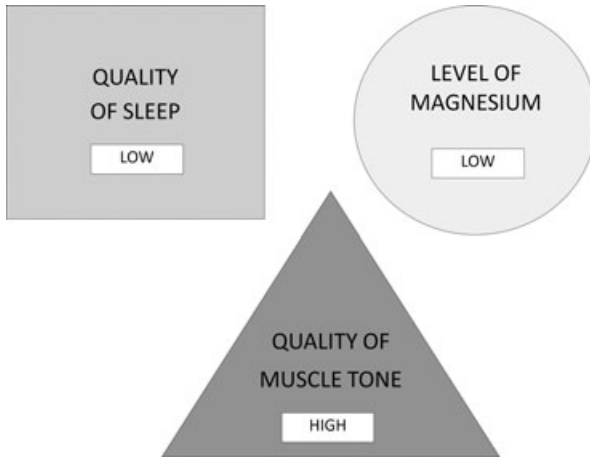 QUALITY
OF SLEEP
LOW
LEVEL OF
MAGNESIUM
LOW
QUALITY OF
MUSCLE TONE
HIGH